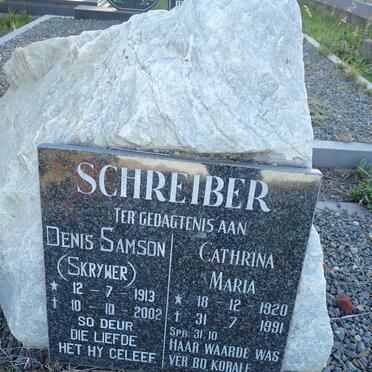 SCHREIBER
TER GEDAGTENIS AAN
DENIS SAMSON
(SKRYWER)
* 12-7-1913
† 10-10-2002
SO DEUR
DIE LIEFDE
HET HY GELEEF
CATHRINA
MARIA
* 18-12-1920
† 31-7-1991
SPR. 31.10
HAAR WAARDE WAS
VER BO KORALE